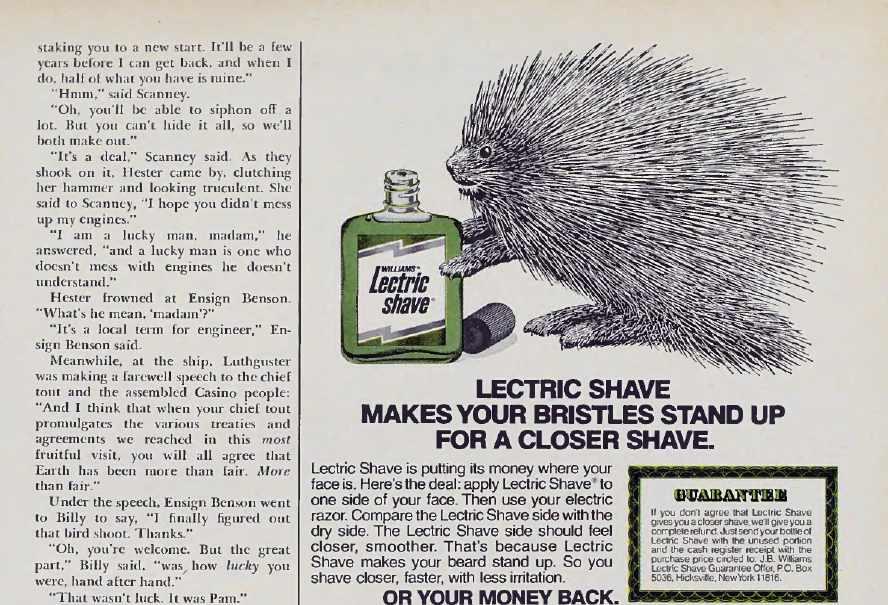 staking you to a new start. It'll be a few
years before I can get back, and when I
do, half of what you have is mine."
"Hmm," said Scanney.
"Oh, you'll be able to siphon off a
lot. But you can't hide it all, so we'll
both make out."
"It's a deal," Scanney said. As they
shook on it, Hester came by, clutching
her hammer and looking truculent. She
said to Scanney, "I hope you didn't mess
up my engines."
"I am a lucky man, madam," he
answered, "and a lucky man is one who
doesn't mess with engines he doesn't
understand."
Hester frowned at Ensign Benson.
"What's he mean, 'madam'?"
"It's a local term for engineer," En-
sign Benson said.
Meanwhile, at the ship, Luthguster
was making a farewell speech to the chief
tout and the assembled Casino people:
"And I think that when your chief tout
promulgates the various treaties and
agreements we reached in this most
fruitful visit, you will all agree that
Earth has been more than fair. More
than fair."
Under the speech, Ensign Benson went
to Billy to say, "I finally figured out
that bird shoot. Thanks."
"Oh, you're welcome. But the great
part," Billy said, "was how lucky you
were, hand after hand."
"That wasn't luck. It was Pam."
WILLIAMS
Lectric
shave®
LECTRIC SHAVE
MAKES YOUR BRISTLES STAND UP
FOR A CLOSER SHAVE.
Lectric Shave is putting its money where your
face is. Here's the deal: apply Lectric Shave® to
one side of your face. Then use your electric
razor. Compare the Lectric Shave side with the
dry side. The Lectric Shave side should feel
closer, smoother. That's because Lectric
Shave makes your beard stand up. So you
shave closer, faster, with less irritation.
OR YOUR MONEY BACK.
GUARANTEE
If you don't agree that Lectric Shave
gives you a closer shave, we'll give you a
complete refund. Just send your bottle of
Lectric Shave with the unused portion
and the cash register receipt with the
purchase price circled to: J.B. Williams
Lectric Shave Guarantee Offer, P.C. Box
5036, Hicksville, New York 11816.